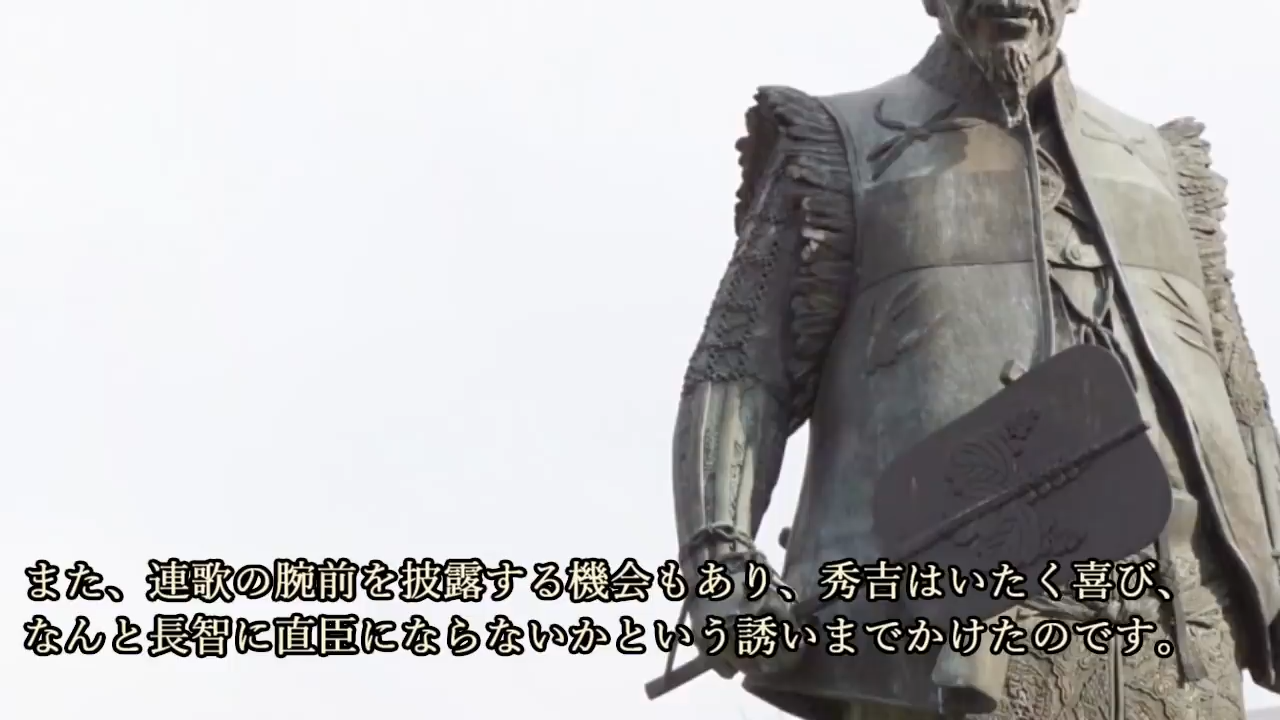 また、連歌の腕前を披露する機会もあり、秀吉はいたく喜び、
なんと長智に直臣にならないかという誘いまでかけたのです。